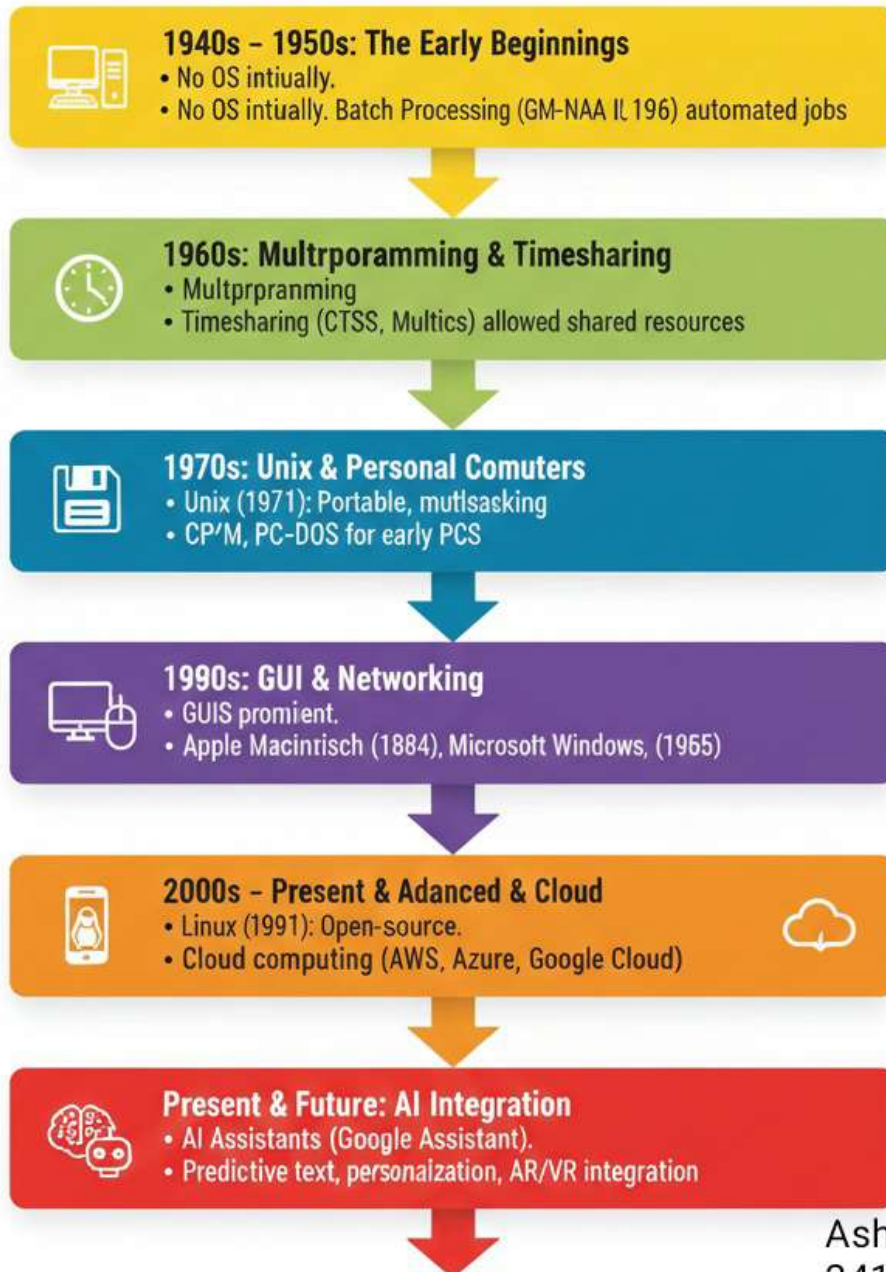 1940s – 1950s: The Early Beginnings
• No OS intiually.
• No OS intiually. Batch Processing (GM-NAA I(, 196) automated jobs
1960s: Multrporamming & Timesharing
• Multprpranming
• Timesharing (CTSS, Multics) allowed shared resources
1970s: Unix & Personal Comuters
• Unix (1971): Portable, mutlsasking
• CP'M, PC-DOS for early PCS
1990s: GUI & Networking
• GUIS promient.
• Apple Macinrisch (1884), Microsoft Windows, (1965)
2000s – Present & Adanced & Cloud
• Linux (1991): Open-source.
• Cloud computing (AWS, Azure, Google Cloud)
Present & Future: AI Integration
• AI Assistants (Google Assistant).
• Predictive text, personaization, AR/VR integration
Ash